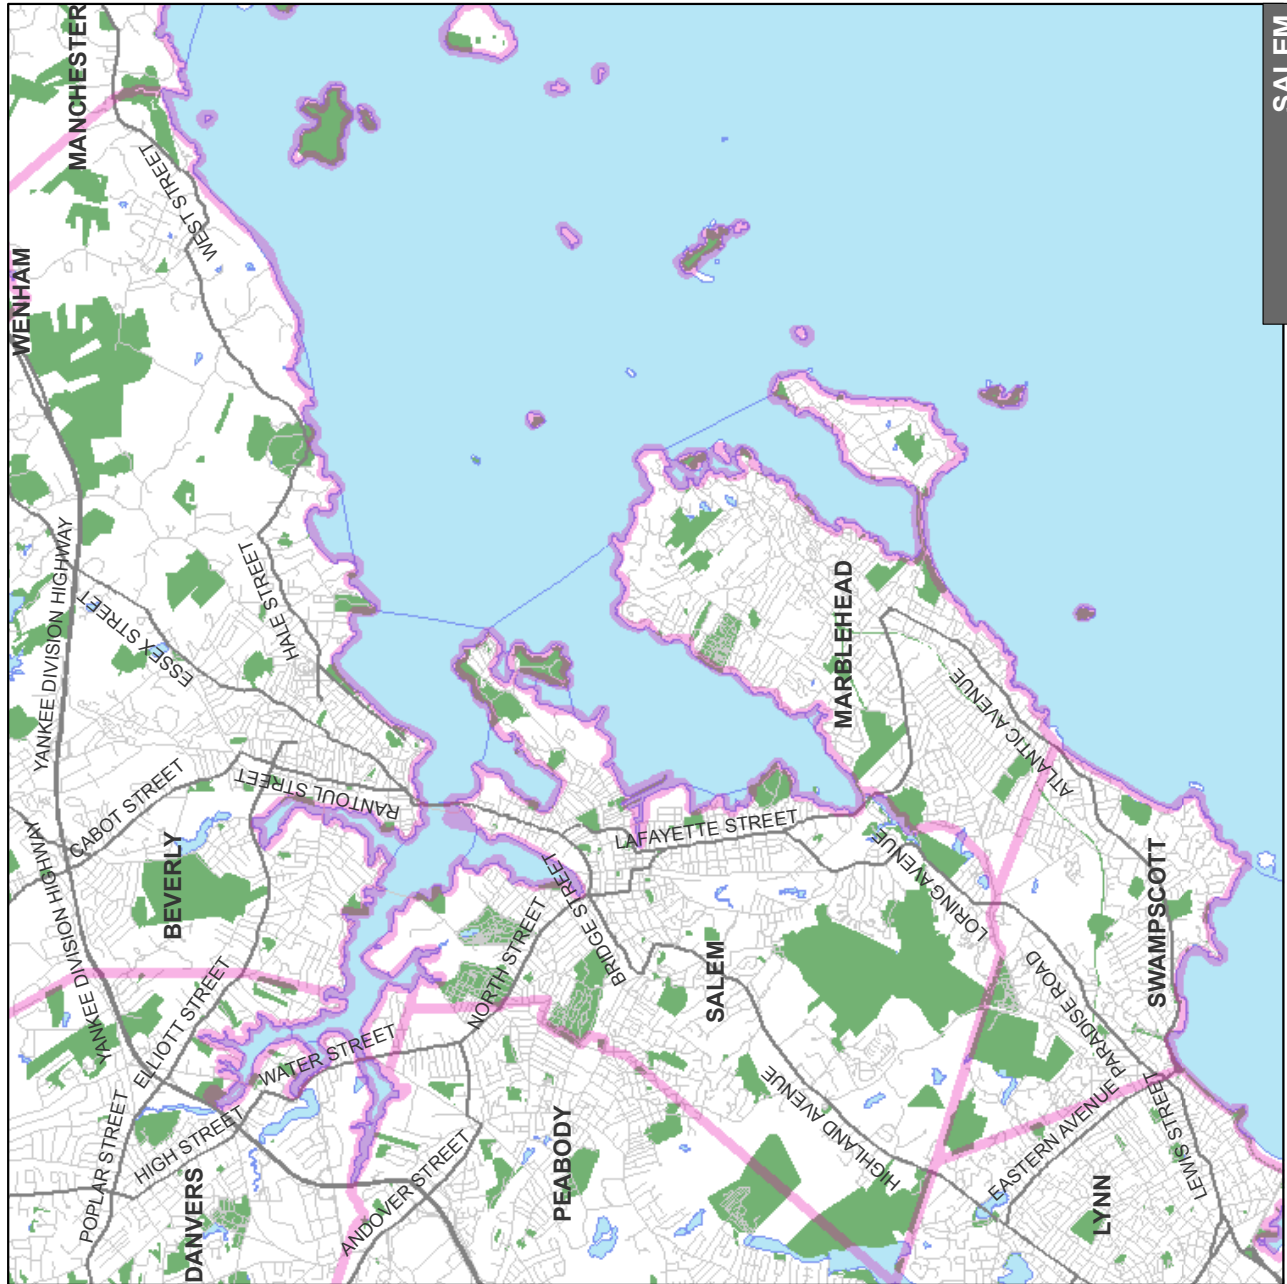 SALEM
MANCHESTER
WENHAM
WEST STREET
YANKEE DIVISION HIGHWAY
ESSEX STREET
HALE STREET
CABOT STREET
RANTOUL STREET
YANKEE DIVISION HIGHWAY
BEVERLY
ELLIOTT STREET
POPLAR STREET
HIGH STREET
DANVERS
WATER STREET
ANDOVER STREET
NORTH STREET
BRIDGE STREET
LAFAYETTE STREET
MARBLEHEAD
ATLANTIC AVENUE
LORING AVENUE
SALEM
SWAMPSCOTT
PARADISE ROAD
HIGHLAND AVENUE
PEABODY
EASTERN AVENUE
LEWIS STREET
LYNN